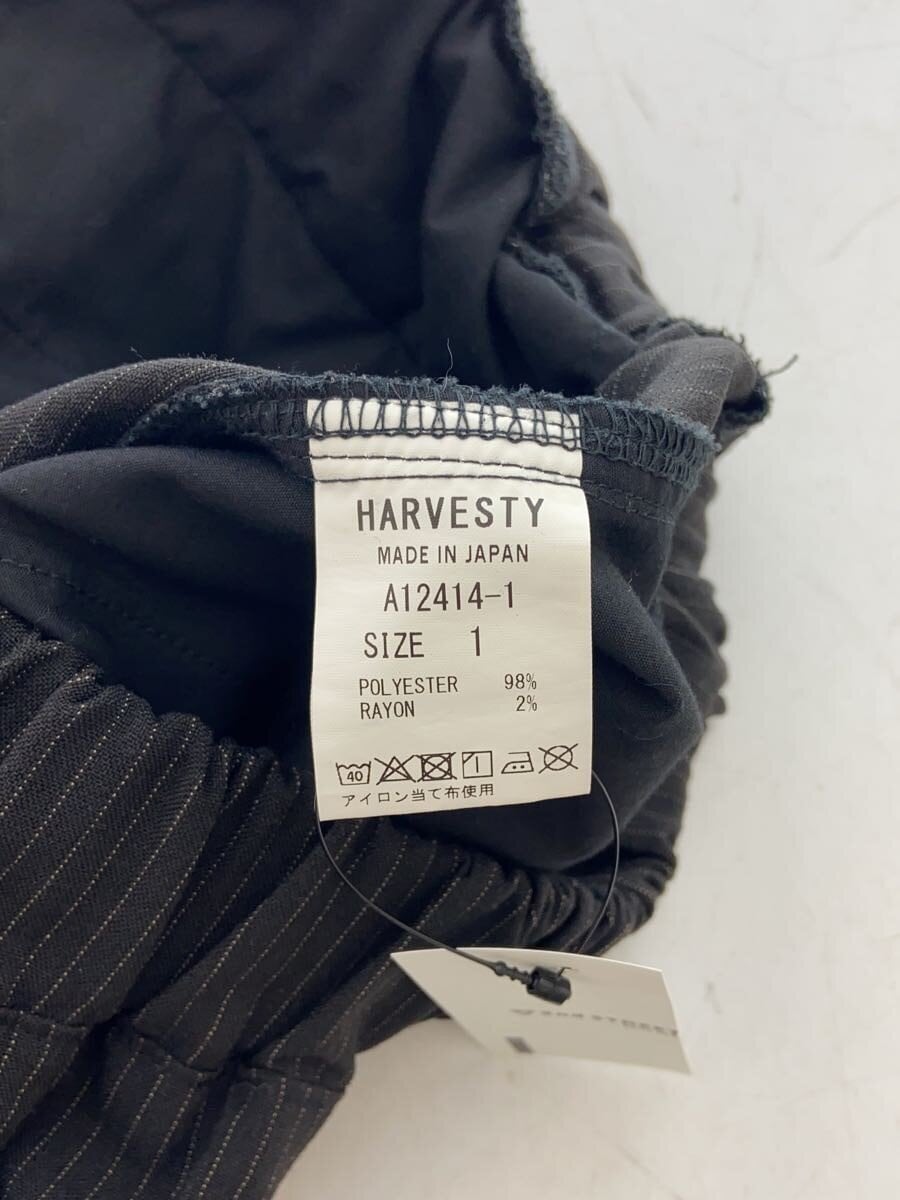 HARVESTY
MADE IN JAPAN
A12414-1
SIZE 1
POLYESTER 98%
RAYON 2%
40
アイロン当て布使用